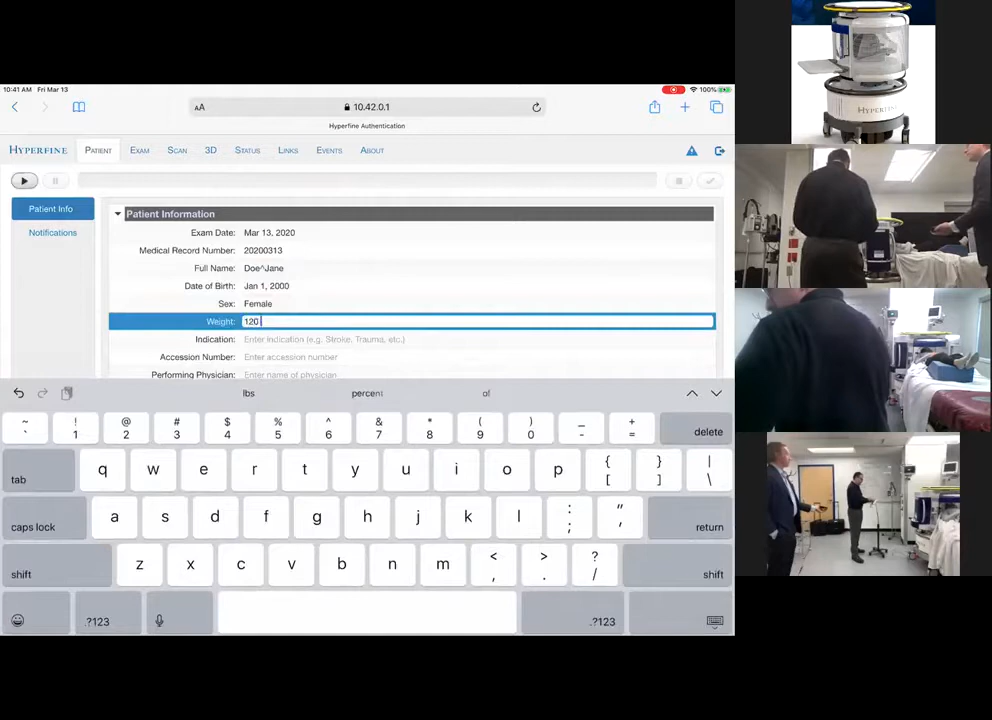 10:41 AM Fri Mar 13
100%
AA 10.42.0.1
Hyperfine Authentication
HYPERFINE PATIENT EXAM SCAN 3D STATUS LINKS EVENTS ABOUT
Patient Info
Notifications
Patient Information
Exam Date: Mar 13, 2020
Medical Record Number: 20200313
Full Name: Doe^Jane
Date of Birth: Jan 1, 2000
Sex: Female
Weight: 120
Indication: Enter indication (e.g. Stroke, Trauma, etc.)
Accession Number: Enter accession number
Performing Physician: Enter name of physician
lbs percent of
~ ! @ # $ % ^ & * ( ) _ +
` 1 2 3 4 5 6 7 8 9 0 - = delete
tab q w e r t y u i o p { [ } ] | \
caps lock a s d f g h j k l : ; " ' return
shift z x c v b n m < , > . ? / shift
.?123 .?123
HYPERFINE